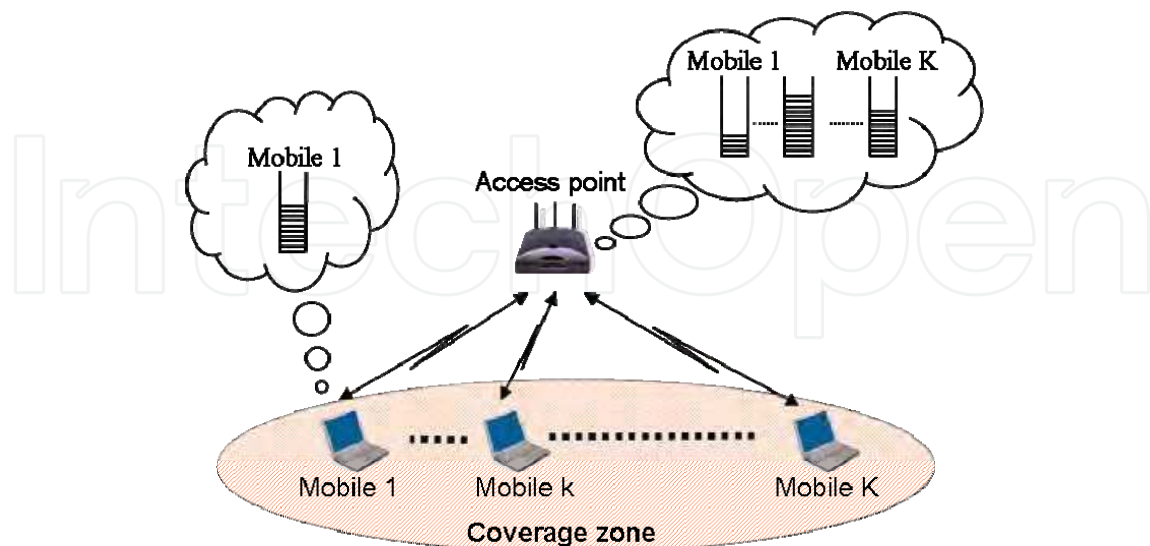 Mobile 1 Mobile K
Mobile 1
Access point
IntechOpen
Mobile 1 Mobile k Mobile K
Coverage zone